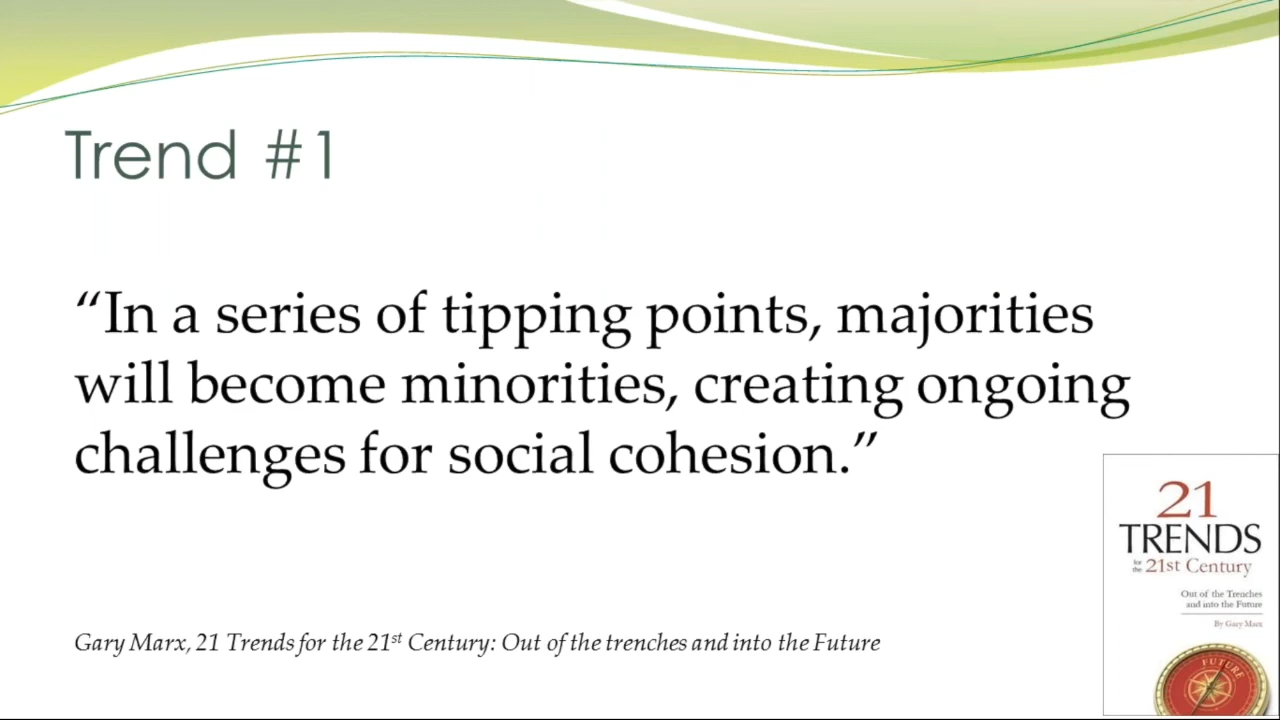 Trend #1
“In a series of tipping points, majorities
will become minorities, creating ongoing
challenges for social cohesion.”
21
TRENDS
for the 21st Century
Out of the Trenches
and into the Future
By Gary Marx
FUTURE
Gary Marx, 21 Trends for the 21st Century: Out of the trenches and into the Future